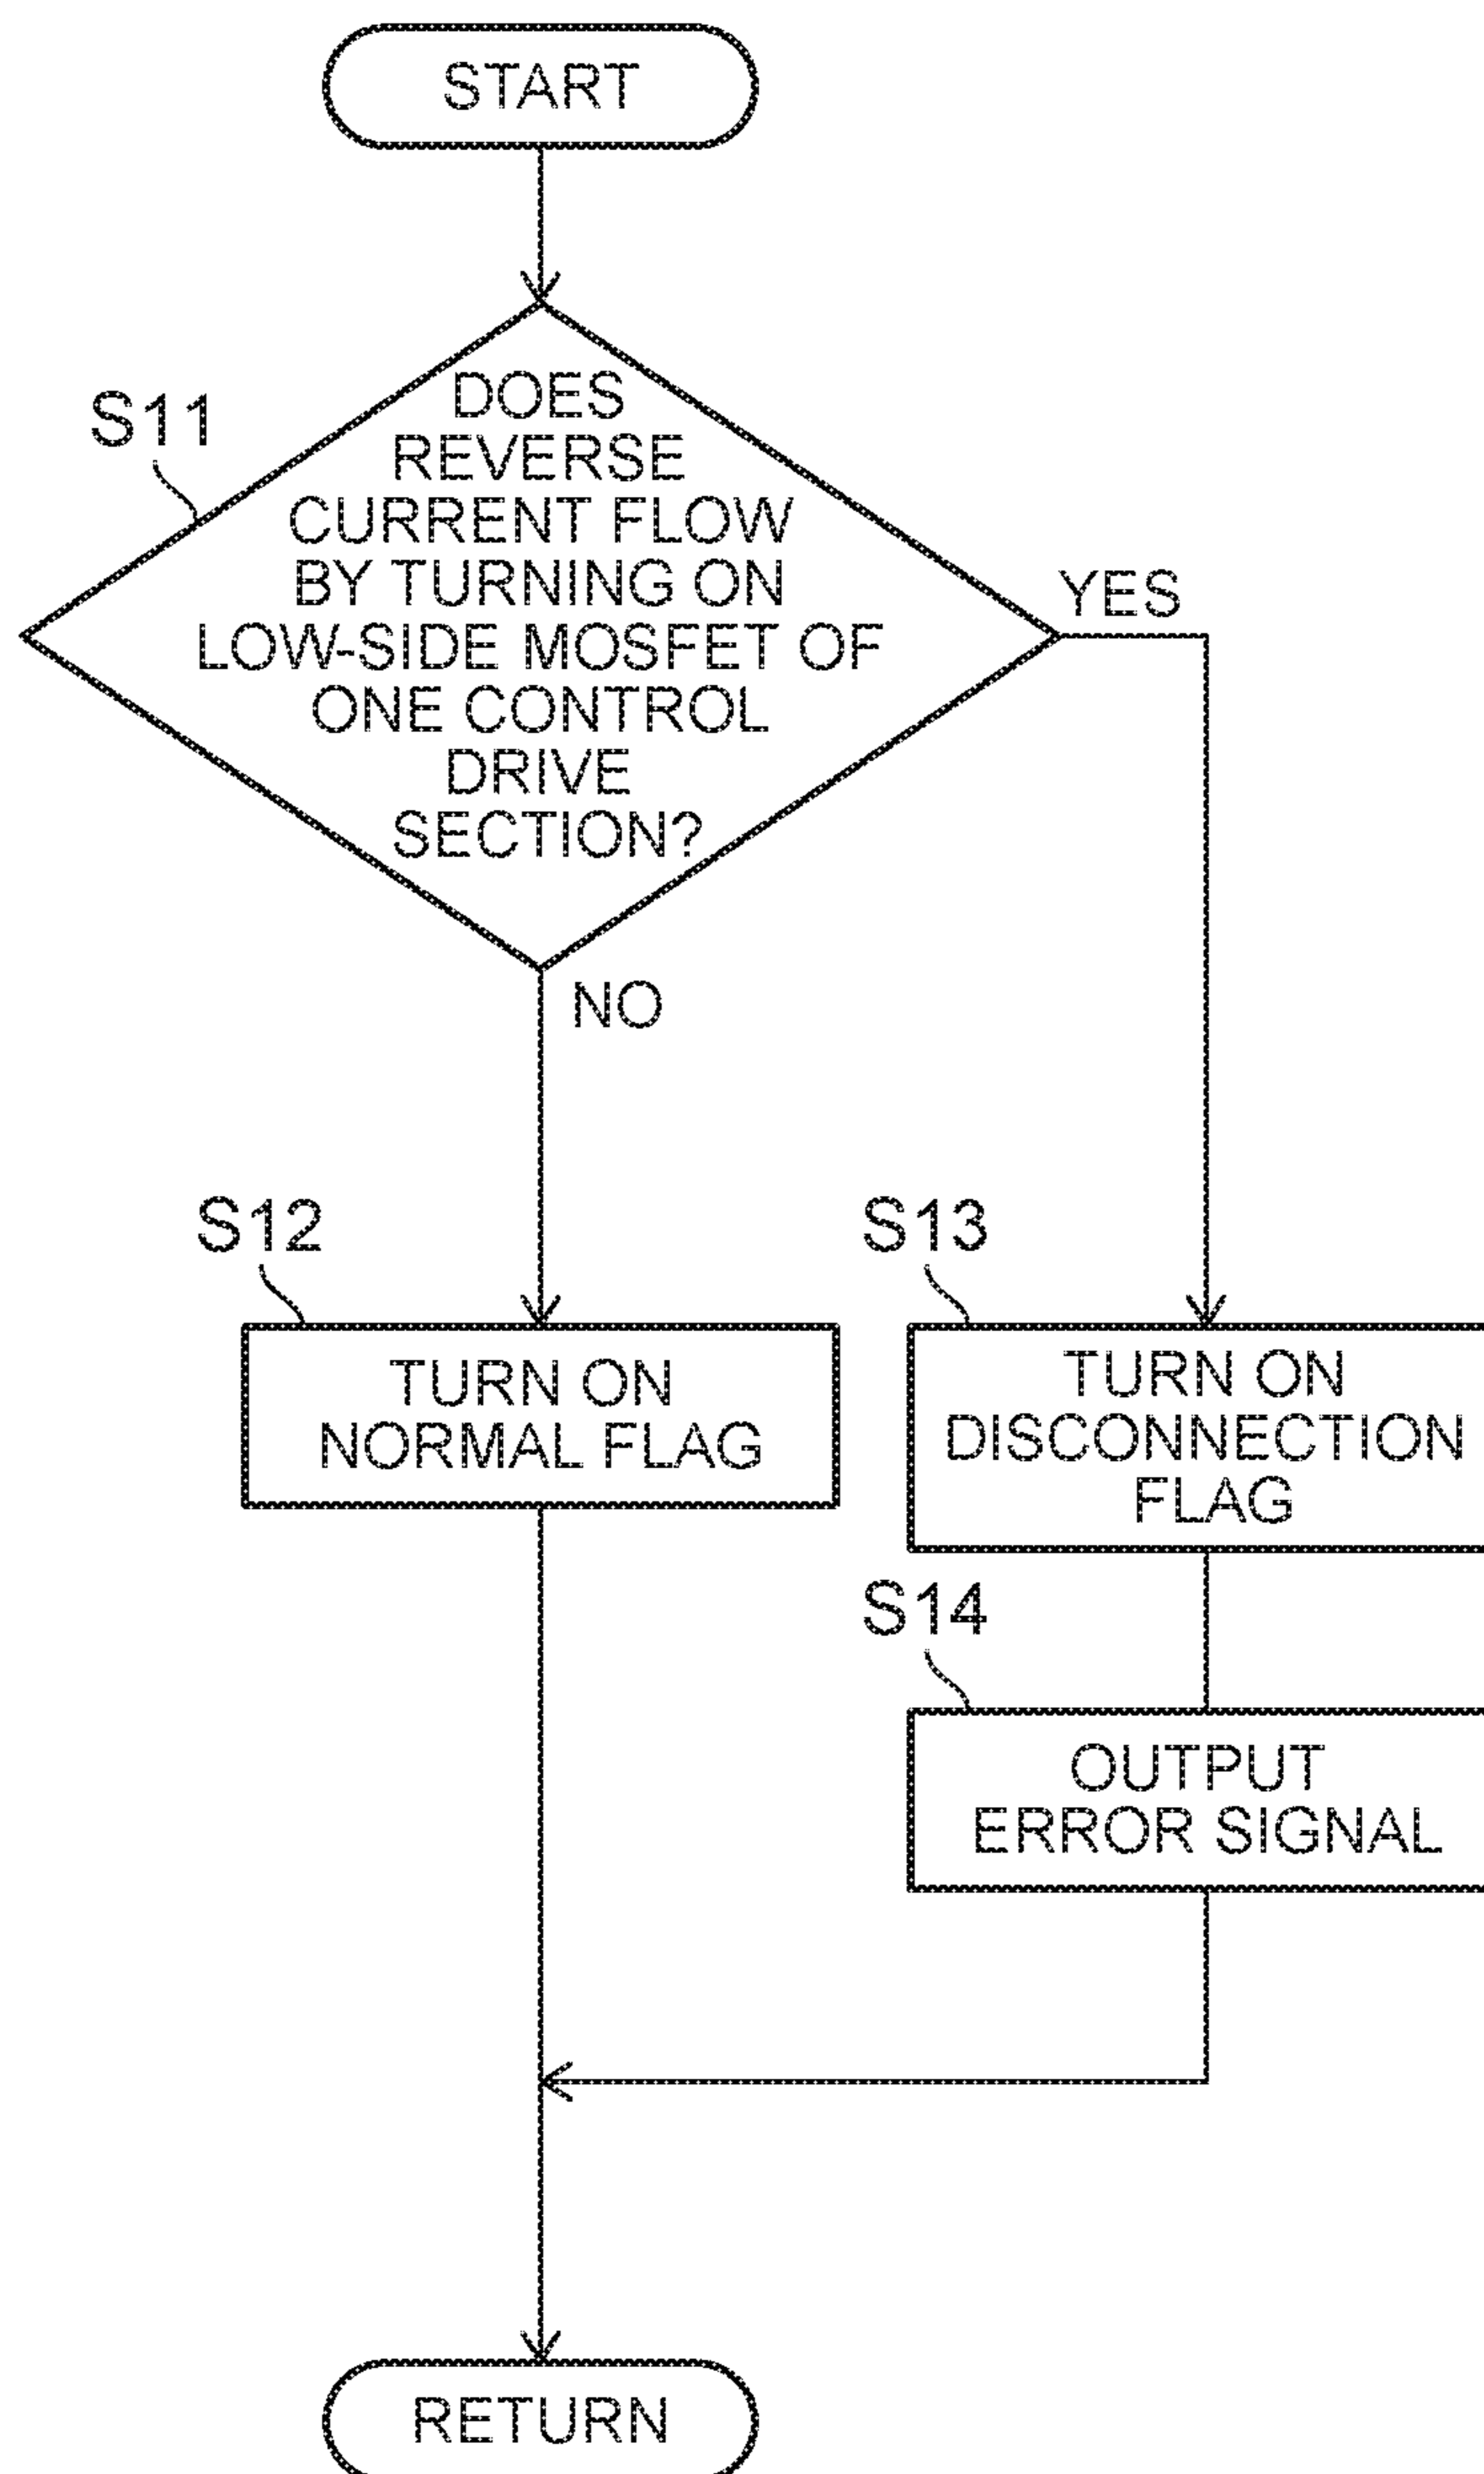 START
S11
DOES
REVERSE
CURRENT FLOW
BY TURNING ON
LOW-SIDE MOSFET OF
ONE CONTROL
DRIVE
SECTION?
YES
NO
S12
TURN ON
NORMAL FLAG
S13
TURN ON
DISCONNECTION
FLAG
S14
OUTPUT
ERROR SIGNAL
RETURN